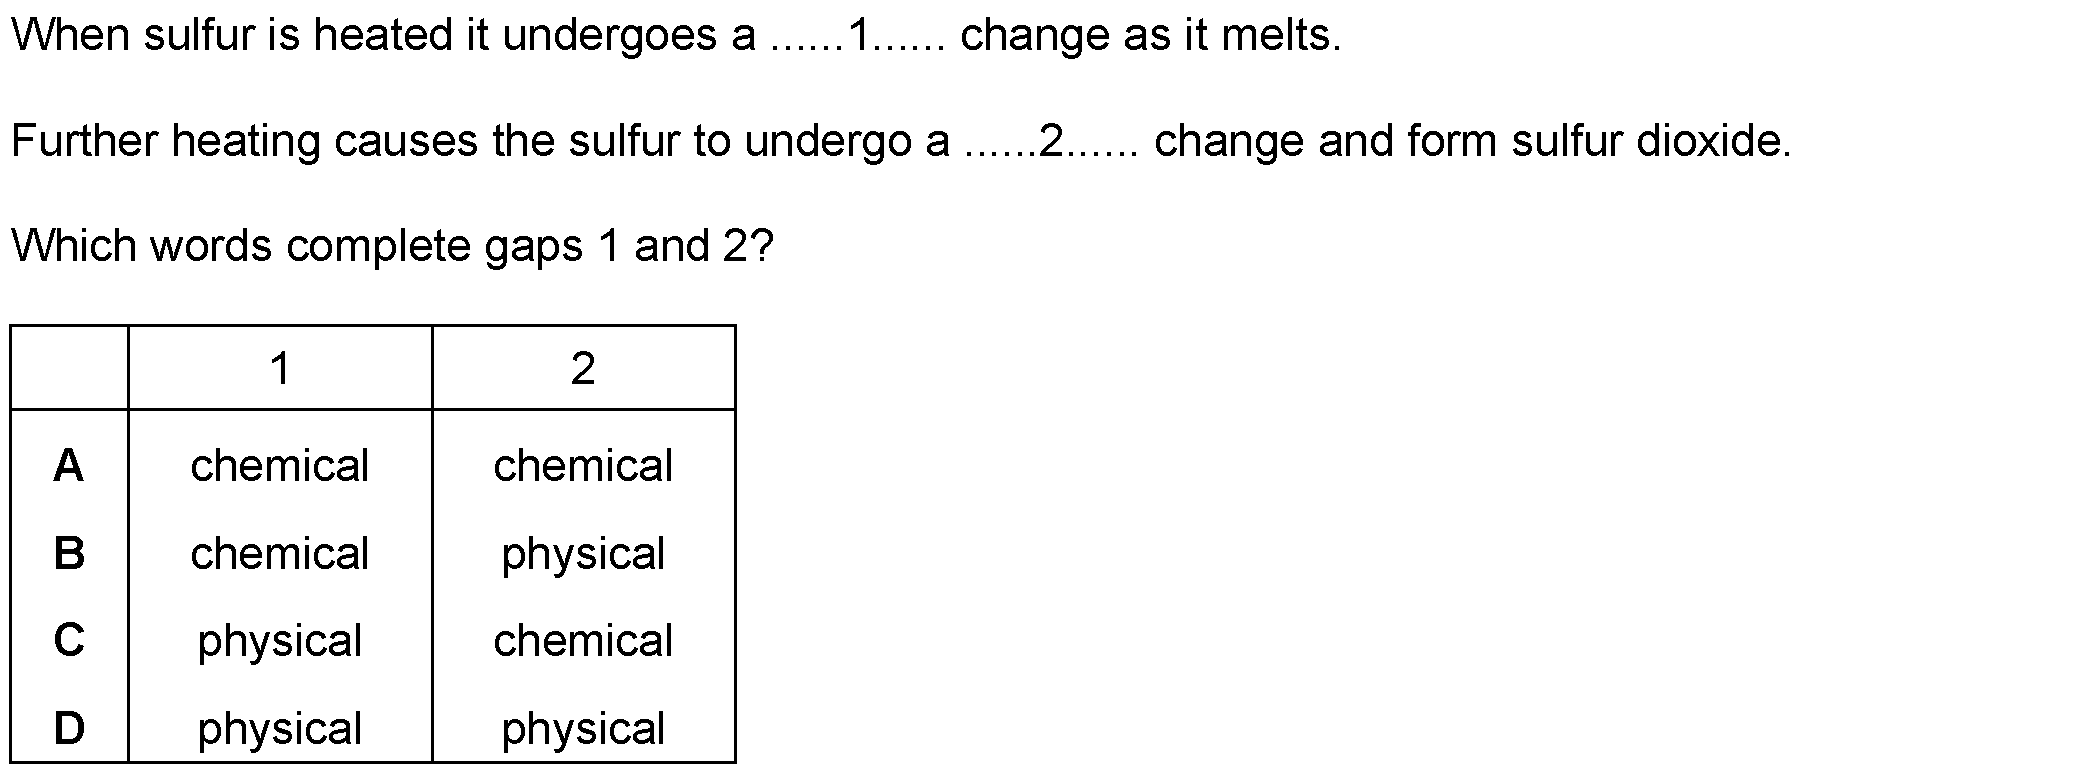 When sulfur is heated it undergoes a ......1...... change as it melts.
Further heating causes the sulfur to undergo a ......2...... change and form sulfur dioxide.
Which words complete gaps 1 and 2?
1 2
A chemical chemical
B chemical physical
C physical chemical
D physical physical